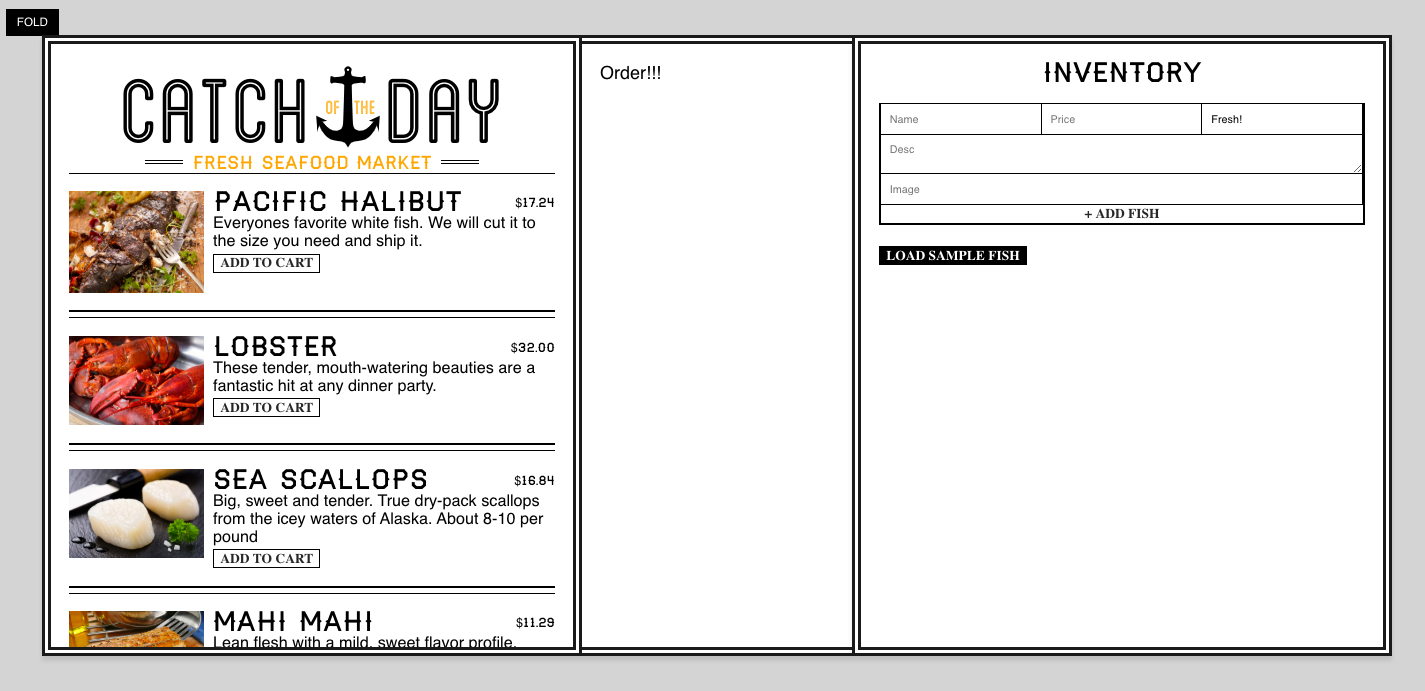 FOLD
CATCH OF THE DAY
FRESH SEAFOOD MARKET
PACIFIC HALIBUT $17.24
Everyones favorite white fish. We will cut it to
the size you need and ship it.
ADD TO CART
LOBSTER $32.00
These tender, mouth-watering beauties are a
fantastic hit at any dinner party.
ADD TO CART
SEA SCALLOPS $16.84
Big, sweet and tender. True dry-pack scallops
from the icey waters of Alaska. About 8-10 per
pound
ADD TO CART
MAHI MAHI $11.29
Lean flesh with a mild, sweet flavor profile,
Order!!!
INVENTORY
Name Price Fresh!
Desc
Image
+ ADD FISH
LOAD SAMPLE FISH